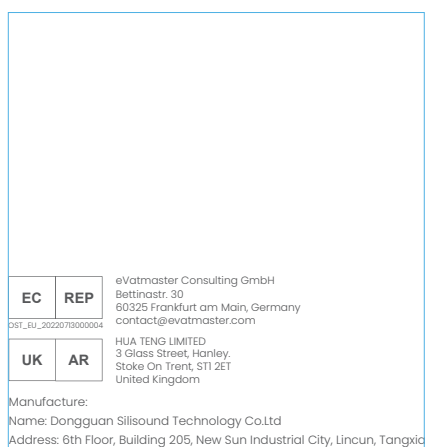 EC REP
eVatmaster Consulting GmbH
Bettinastr. 30
60325 Frankfurt am Main, Germany
contact@evatmaster.com
OST_EU_20220713000004
UK AR
HUA TENG LIMITED
3 Glass Street, Hanley.
Stoke On Trent, ST1 2ET
United Kingdom
Manufacture:
Name: Dongguan Silisound Technology Co.Ltd
Address: 6th Floor, Building 205, New Sun Industrial City, Lincun, Tangxia